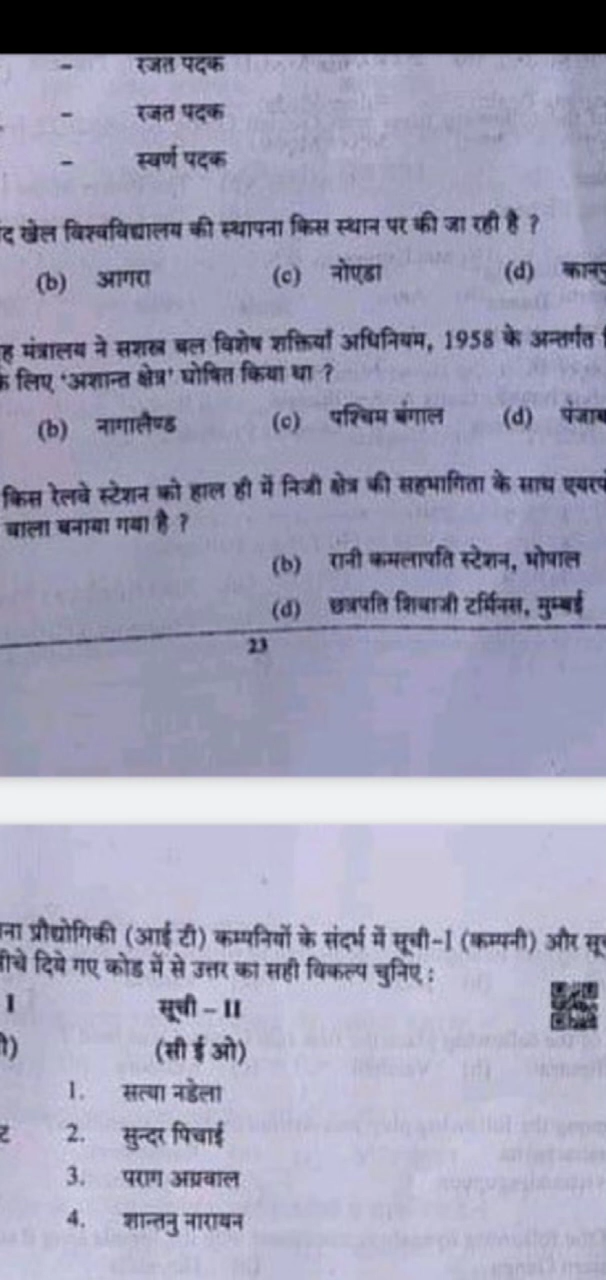 - रजत पदक
- रजत पदक
- स्वर्ण पदक
खेल विश्वविद्यालय की स्थापना किस स्थान पर की जा रही है ?
(b) आगरा (c) नोएडा (d)
मंत्रालय ने सशस्त्र बल विशेष शक्तियाँ अधिनियम, 1958 के अन्तर्गत
के लिए 'अशान्त क्षेत्र' घोषित किया था ?
(b) नागालैण्ड (c) पश्चिम बंगाल (d) पंजाब
किस रेलवे स्टेशन को हाल ही में निजी क्षेत्र की सहभागिता के साथ
वाला बनाया गया है ?
(b) रानी कमलापति स्टेशन, भोपाल
(d) छत्रपति शिवाजी टर्मिनस, मुम्बई
23
प्रौद्योगिकी (आई टी) कम्पनियों के संदर्भ में सूची-I (कम्पनी) और
नीचे दिये गए कोड में से उत्तर का सही विकल्प चुनिए :
I सूची – II
(सी ई ओ)
1. सत्या नडेला
2. सुन्दर पिचाई
3. पराग अग्रवाल
4. शान्तनु नारायन